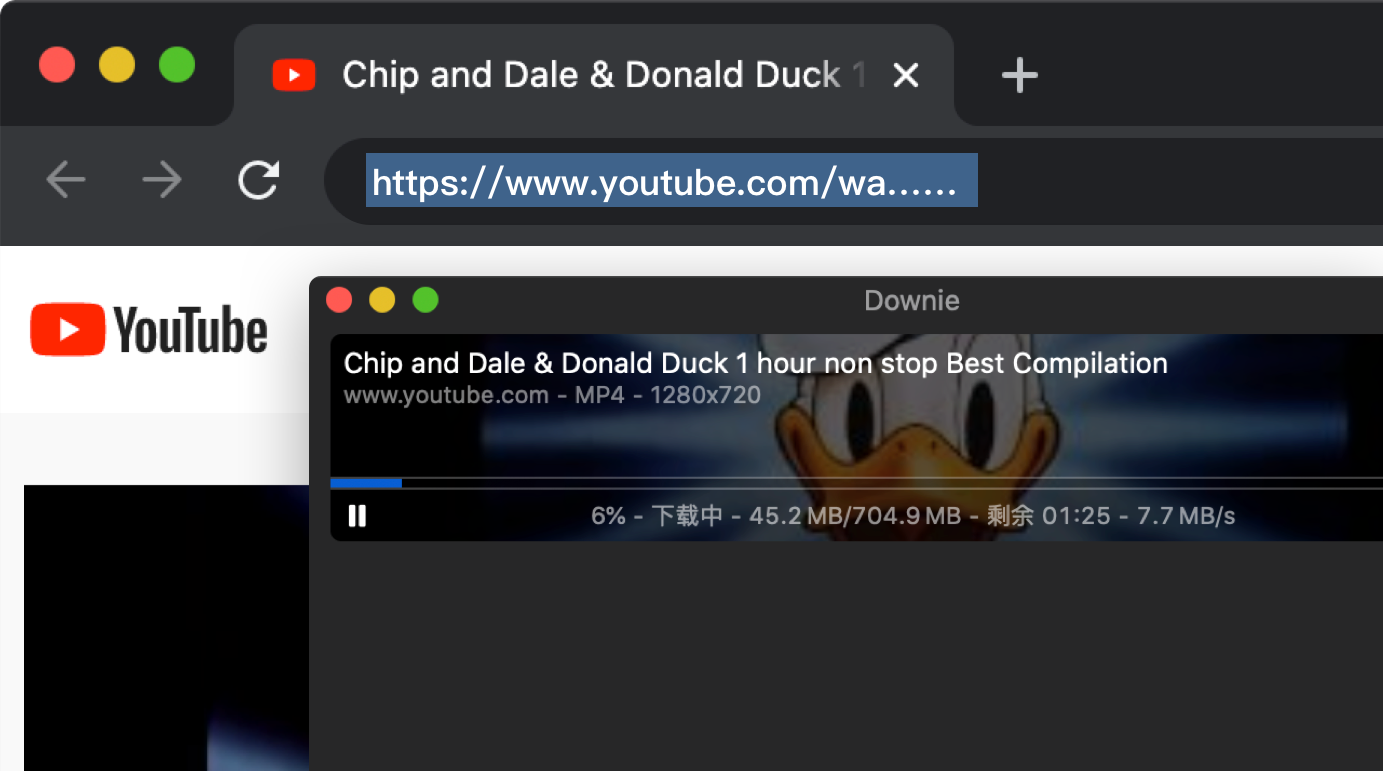 Chip and Dale & Donald Duck 1
https://www.youtube.com/wa......
YouTube
Downie
Chip and Dale & Donald Duck 1 hour non stop Best Compilation
www.youtube.com - MP4 - 1280x720
6% - 下载中 - 45.2 MB/704.9 MB - 剩余 01:25 - 7.7 MB/s